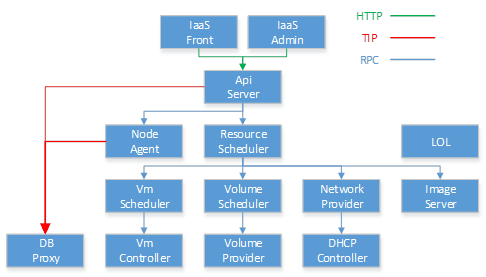 IaaS
Front
IaaS
Admin
HTTP
TIP
RPC
Api
Server
Node
Agent
Resource
Scheduler
LOL
Vm
Scheduler
Volume
Scheduler
Network
Provider
Image
Server
DB
Proxy
Vm
Controller
Volume
Provider
DHCP
Controller